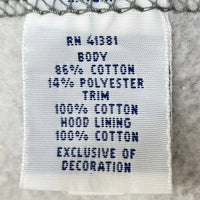 RN 41381
BODY
86% COTTON
14% POLYESTER
TRIM
100% COTTON
HOOD LINING
100% COTTON
EXCLUSIVE OF
DECORATION